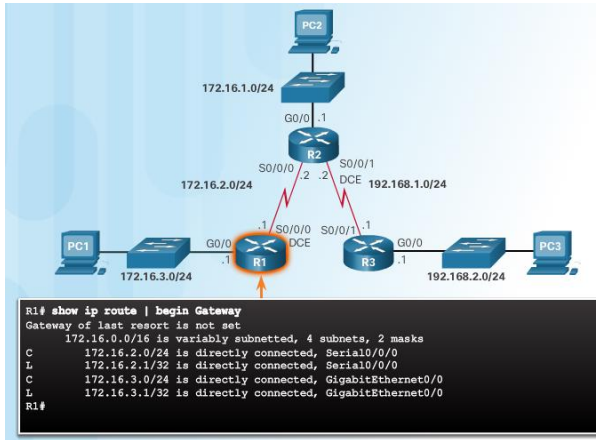 PC2
172.16.1.0/24
G0/0 .1
R2
S0/0/0 S0/0/1
.2 .2 DCE
172.16.2.0/24 192.168.1.0/24
.1 S0/0/0 S0/0/1 .1
DCE
PC1 G0/0 R1 R3 G0/0 PC3
.1 .1
172.16.3.0/24 192.168.2.0/24
R1# show ip route | begin Gateway
Gateway of last resort is not set
172.16.0.0/16 is variably subnetted, 4 subnets, 2 masks
C 172.16.2.0/24 is directly connected, Serial0/0/0
L 172.16.2.1/32 is directly connected, Serial0/0/0
C 172.16.3.0/24 is directly connected, GigabitEthernet0/0
L 172.16.3.1/32 is directly connected, GigabitEthernet0/0
R1#